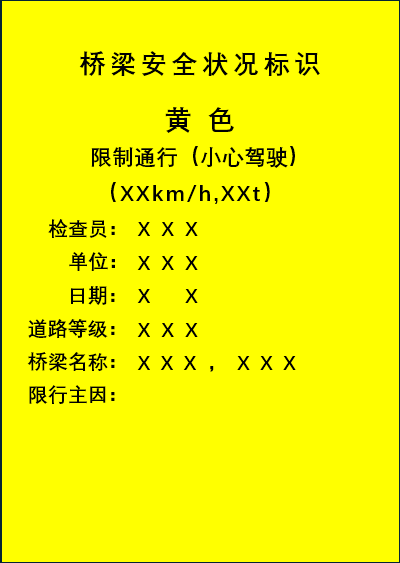 桥梁安全状况标识
黄 色
限制通行（小心驾驶）
（XXkm/h,XXt）
检查员： X X X
单位： X X X
日期： X X
道路等级： X X X
桥梁名称： X X X ， X X X
限行主因：